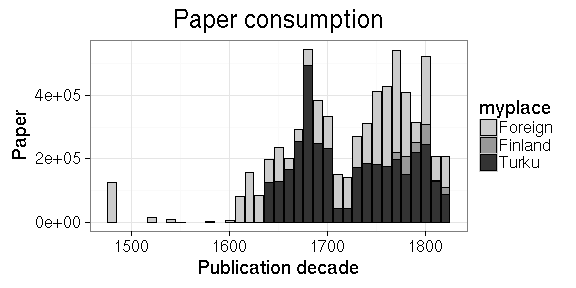 Paper consumption
Paper
4e+05
2e+05
0e+00
1500 1600 1700 1800
Publication decade
myplace
Foreign
Finland
Turku